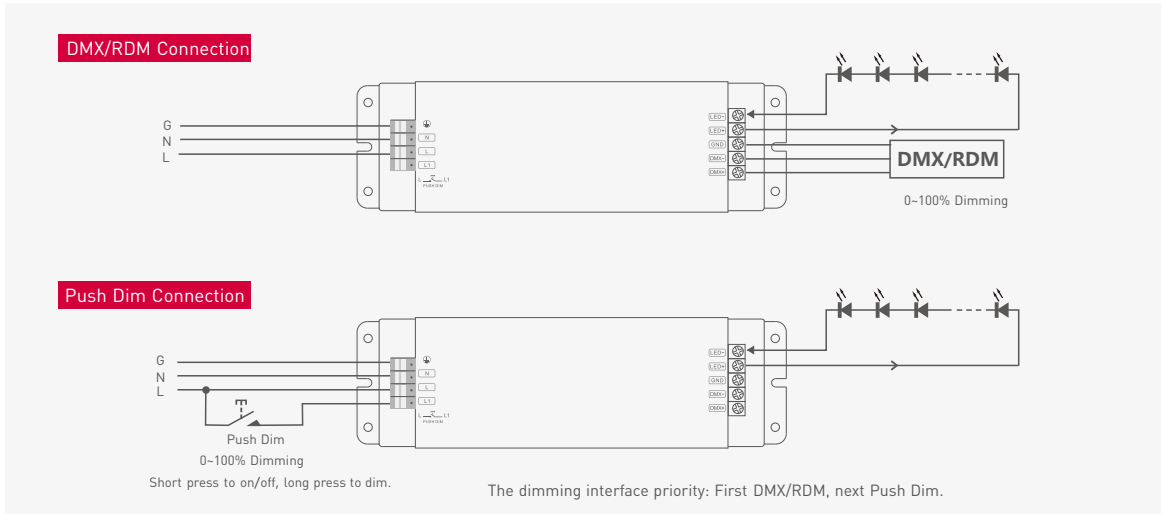 DMX/RDM Connection
G
N
L
N
L
L1
L L1
PUSH DIM
LED-
LED+
GND
DMX-
DMX+
DMX/RDM
0~100% Dimming
Push Dim Connection
G
N
L
N
L
L1
L L1
PUSH DIM
LED-
LED+
GND
DMX-
DMX+
Push Dim
0~100% Dimming
Short press to on/off, long press to dim.
The dimming interface priority: First DMX/RDM, next Push Dim.